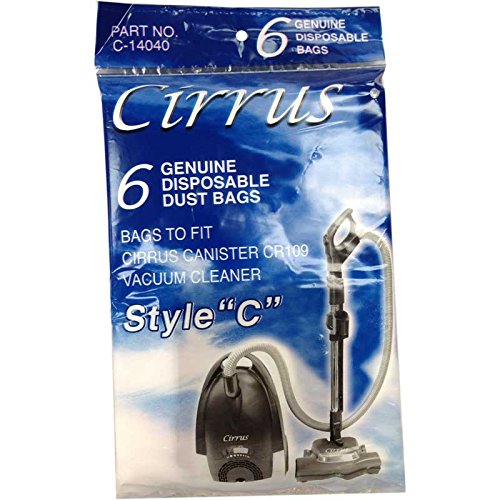 PART NO.
C-14040
6 GENUINE
DISPOSABLE
BAGS
Cirrus
6 GENUINE
DISPOSABLE
DUST BAGS
BAGS TO FIT
CIRRUS CANISTER CR109
VACUUM CLEANER
Style "C"
Cirrus
Cirrus